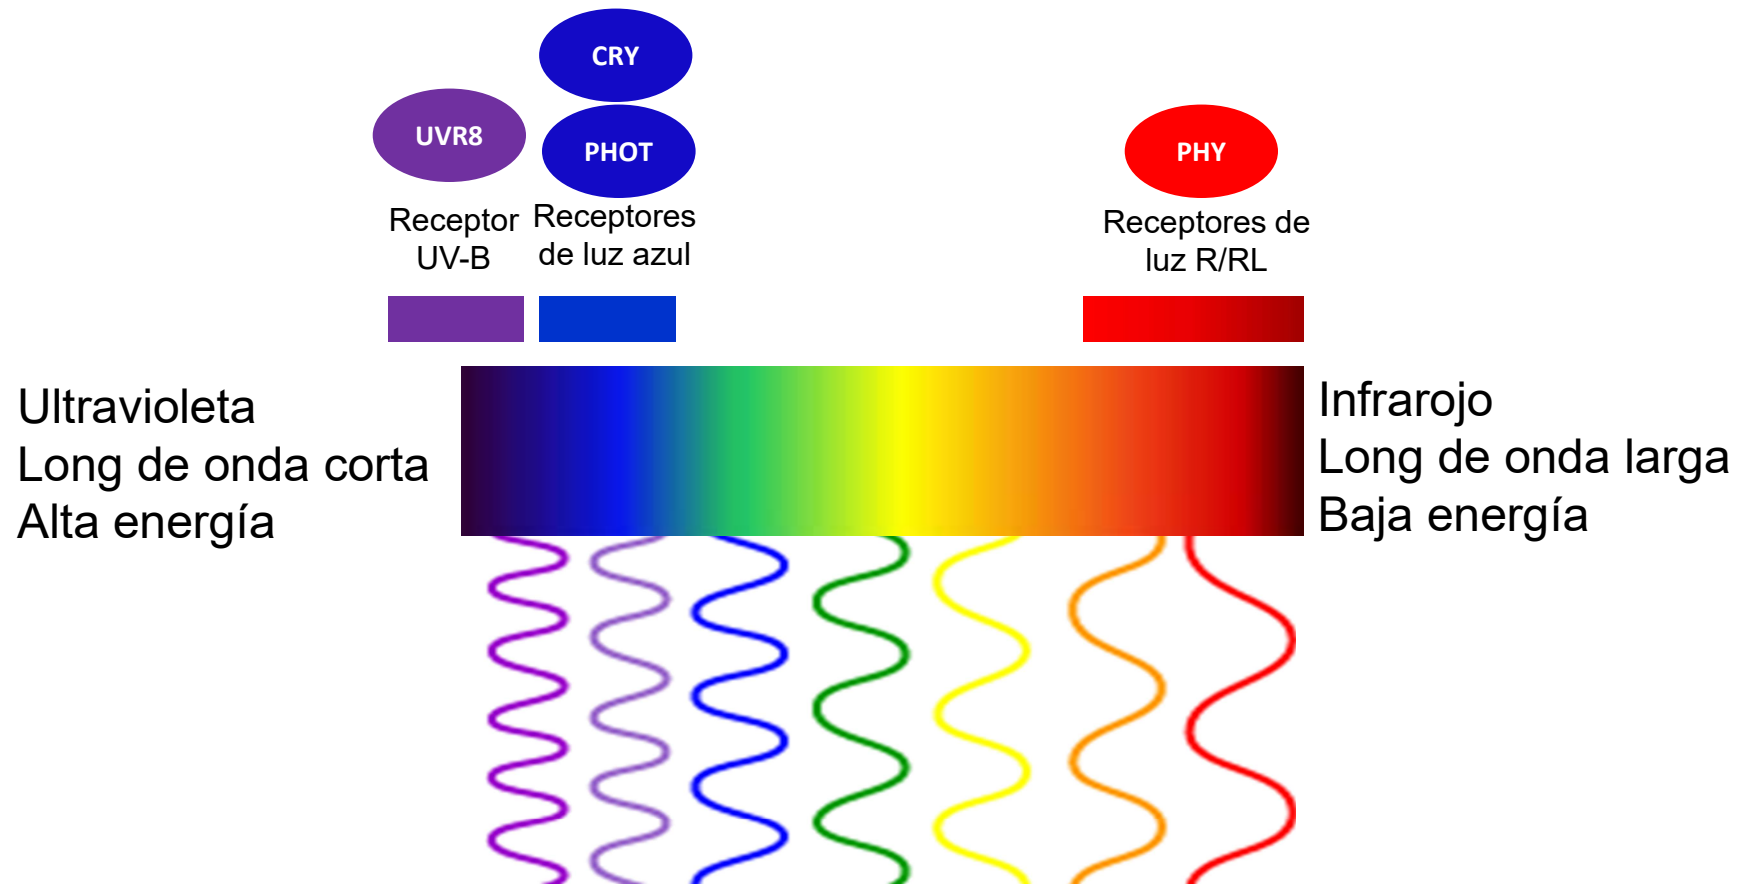 CRY
UVR8
PHOT
PHY
Receptor
UV-B
Receptores
de luz azul
Receptores de
luz R/RL
Ultravioleta
Long de onda corta
Alta energía
Infrarojo
Long de onda larga
Baja energía